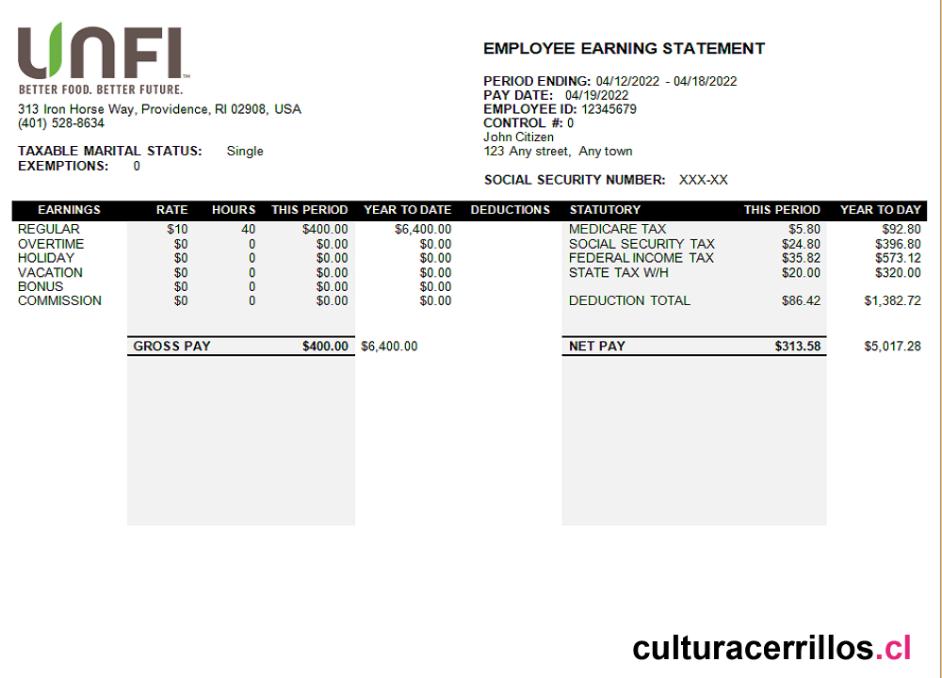 UNFI™
BETTER FOOD. BETTER FUTURE.
313 Iron Horse Way, Providence, RI 02908, USA
(401) 528-8634
TAXABLE MARITAL STATUS: Single
EXEMPTIONS: 0
EMPLOYEE EARNING STATEMENT
PERIOD ENDING: 04/12/2022 - 04/18/2022
PAY DATE: 04/19/2022
EMPLOYEE ID: 12345679
CONTROL #: 0
John Citizen
123 Any street, Any town
SOCIAL SECURITY NUMBER: XXX-XX
EARNINGS RATE HOURS THIS PERIOD YEAR TO DATE DEDUCTIONS STATUTORY THIS PERIOD YEAR TO DAY
REGULAR $10 40 $400.00 $6,400.00 MEDICARE TAX $5.80 $92.80
OVERTIME $0 0 $0.00 $0.00 SOCIAL SECURITY TAX $24.80 $396.80
HOLIDAY $0 0 $0.00 $0.00 FEDERAL INCOME TAX $35.82 $573.12
VACATION $0 0 $0.00 $0.00 STATE TAX W/H $20.00 $320.00
BONUS $0 0 $0.00 $0.00
COMMISSION $0 0 $0.00 $0.00 DEDUCTION TOTAL $86.42 $1,382.72
GROSS PAY $400.00 $6,400.00 NET PAY $313.58 $5,017.28
culturacerrillos.cl